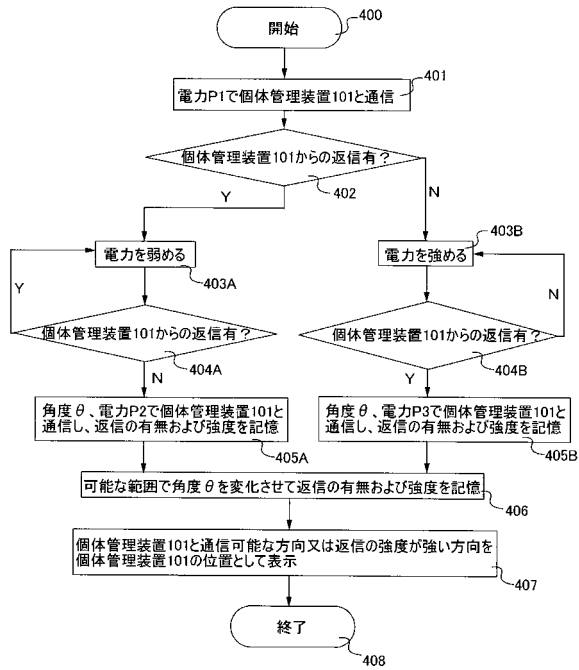 開始
400
401
電力P1で個体管理装置101と通信
個体管理装置101からの返信有？
402
Y
N
電力を弱める
403A
電力を強める
403B
Y
N
個体管理装置101からの返信有？
404A
個体管理装置101からの返信有？
404B
N
Y
角度θ、電力P2で個体管理装置101と
通信し、返信の有無および強度を記憶
405A
角度θ、電力P3で個体管理装置101と
通信し、返信の有無および強度を記憶
405B
可能な範囲で角度θを変化させて返信の有無および強度を記憶
406
個体管理装置101と通信可能な方向又は返信の強度が強い方向を
個体管理装置101の位置として表示
407
終了
408